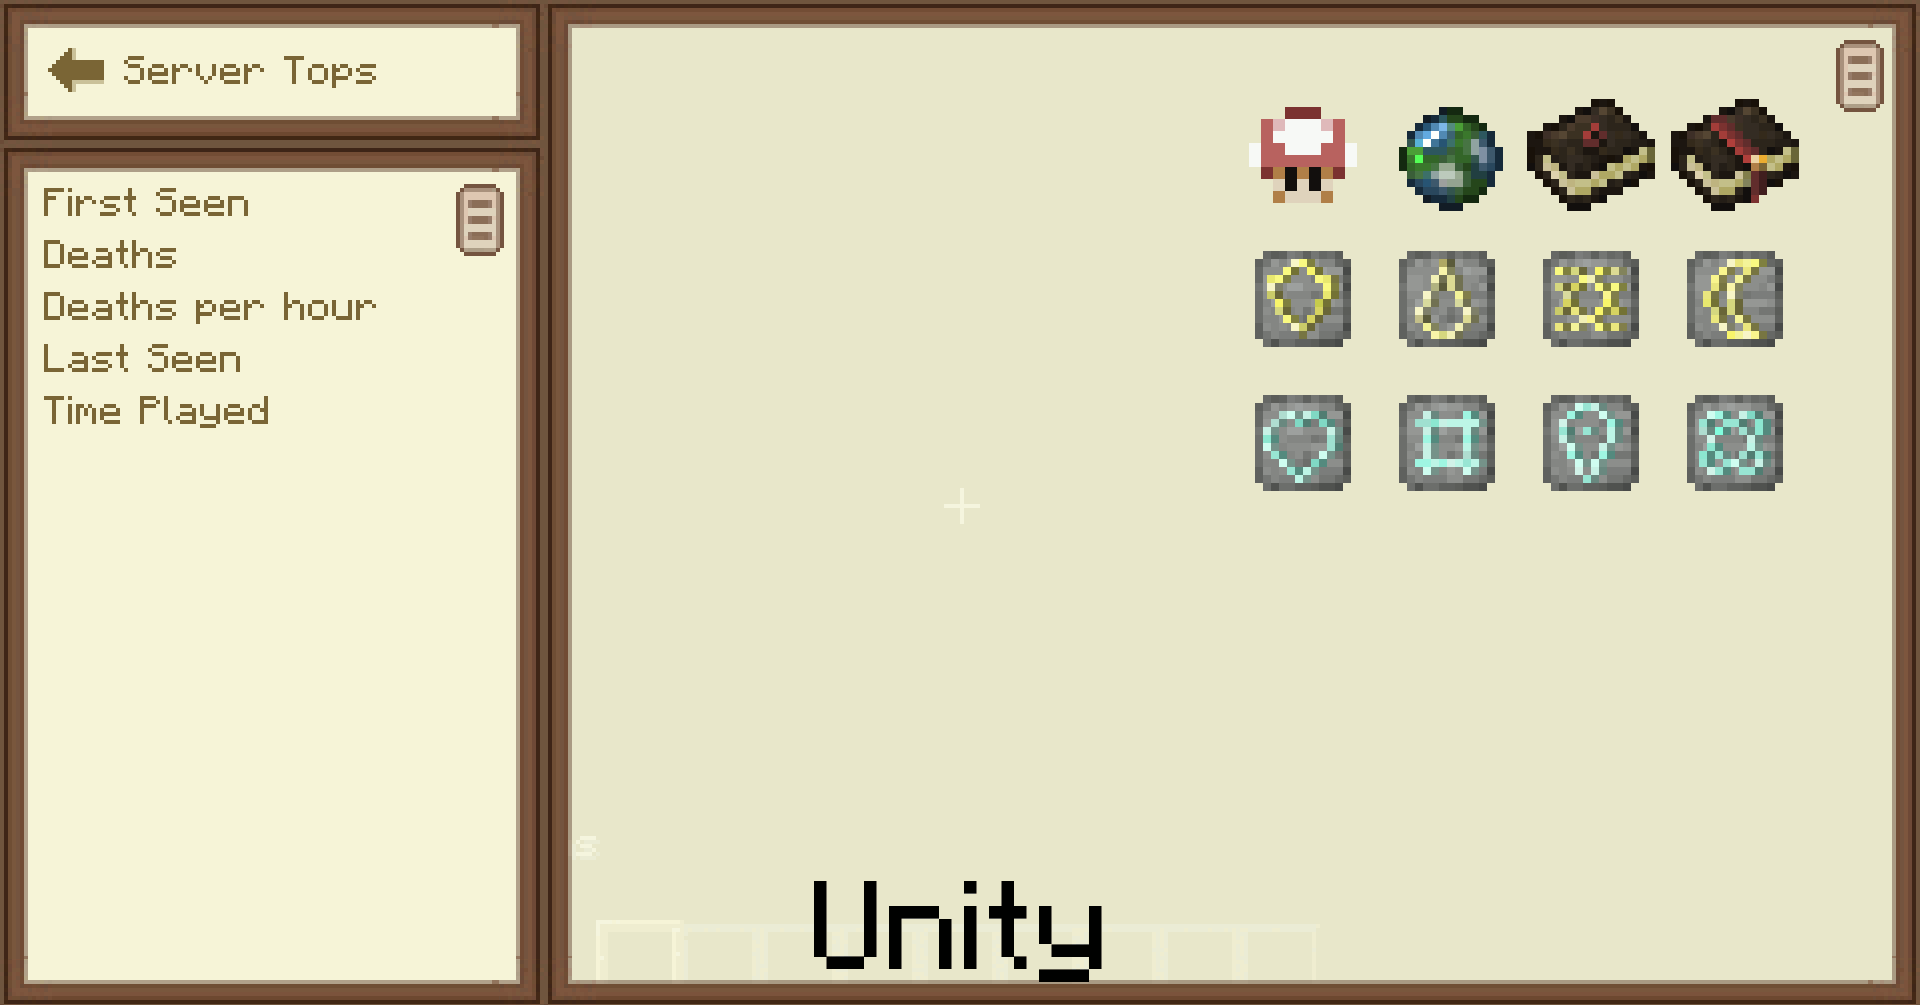 Server Tops
First Seen
Deaths
Deaths per hour
Last Seen
Time Played
s
Unity